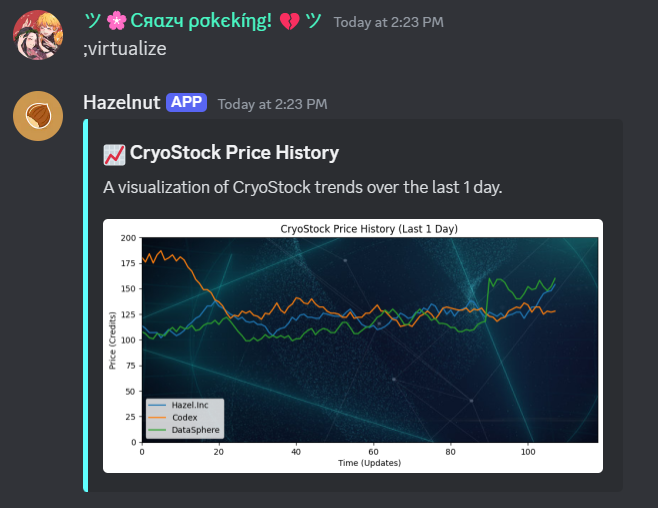 ツ 🌸 Cяαzч ρσkєkíηg! 💔 ツ Today at 2:23 PM
;virtualize
Hazelnut APP Today at 2:23 PM
📈 CryoStock Price History
A visualization of CryoStock trends over the last 1 day.
CryoStock Price History (Last 1 Day)
200
175
150
125
100
75
50
25
0
Price (Credits)
Hazel.Inc
Codex
DataSphere
0 20 40 60 80 100
Time (Updates)